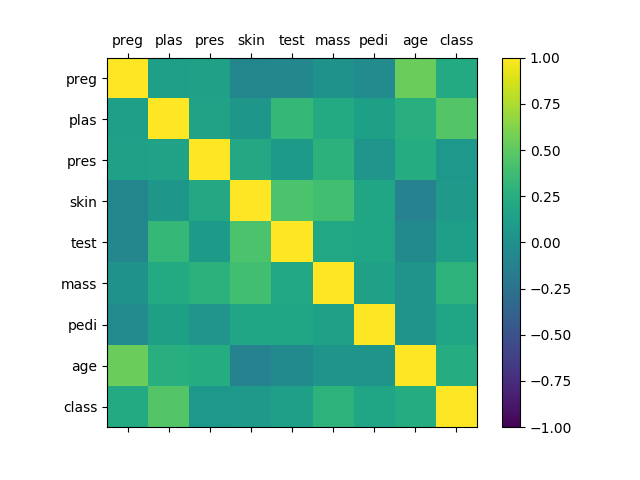 preg plas pres skin test mass pedi age class
preg
plas
pres
skin
test
mass
pedi
age
class
1.00
0.75
0.50
0.25
0.00
−0.25
−0.50
−0.75
−1.00